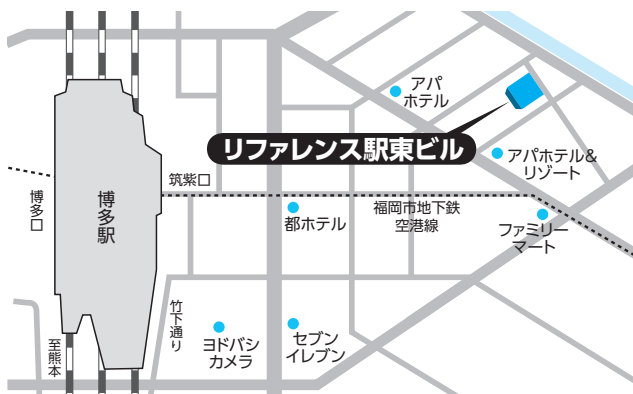 アパ
ホテル
リファレンス駅東ビル
アパホテル&
リゾート
筑紫口
博多口
博多駅
都ホテル
福岡市地下鉄
空港線
ファミリー
マート
竹下通り
ヨドバシ
カメラ
セブン
イレブン
至熊本